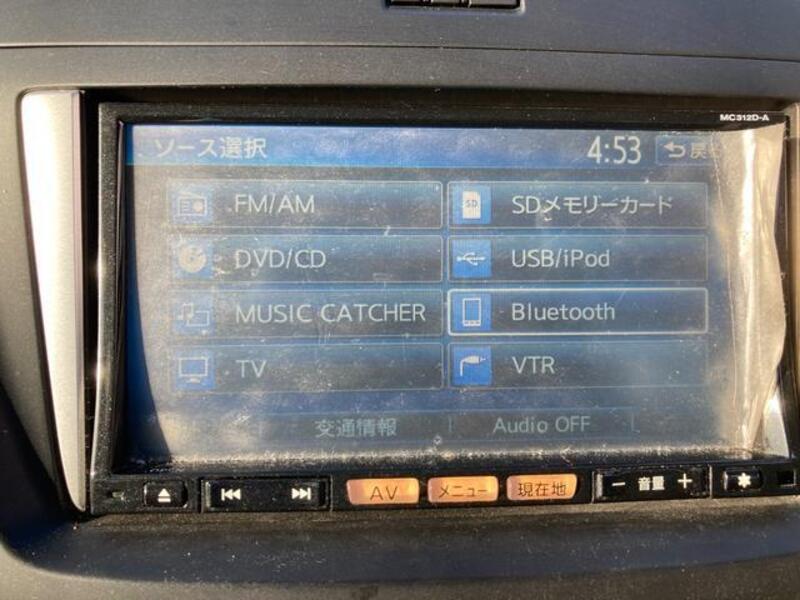 MC312D-A
ソース選択 4:53 戻る
FM/AM SDメモリーカード
SD
DVD/CD USB/iPod
MUSIC CATCHER Bluetooth
TV VTR
交通情報 Audio OFF
AV メニュー 現在地 − 音量 + ✱